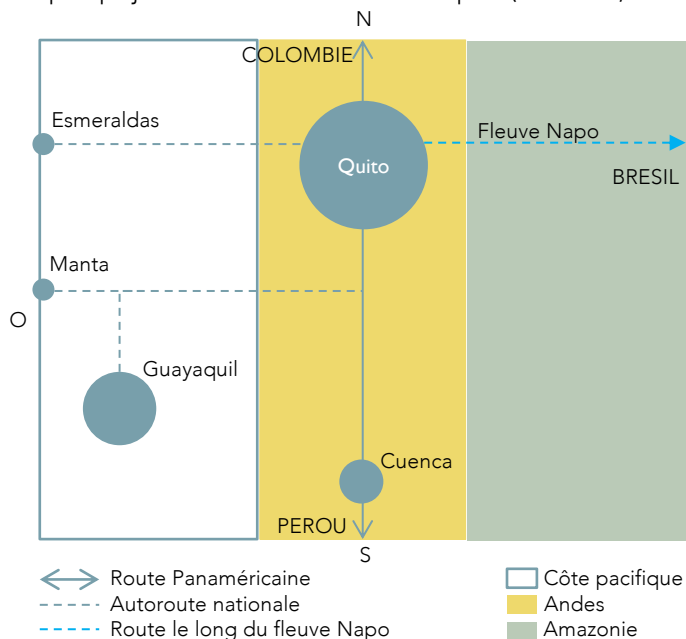 N
COLOMBIE
Esmeraldas
Fleuve Napo
Quito
BRESIL
Manta
O
Guayaquil
Cuenca
PEROU
S
Route Panaméricaine
Côte pacifique
Autoroute nationale
Andes
Route le long du fleuve Napo
Amazonie